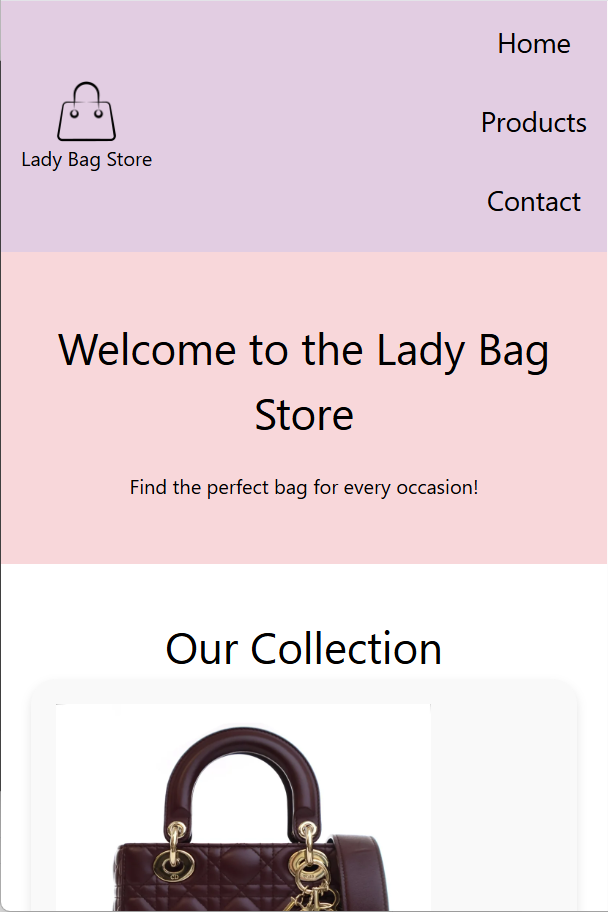 Home
Products
Lady Bag Store
Contact
Welcome to the Lady Bag
Store
Find the perfect bag for every occasion!
Our Collection